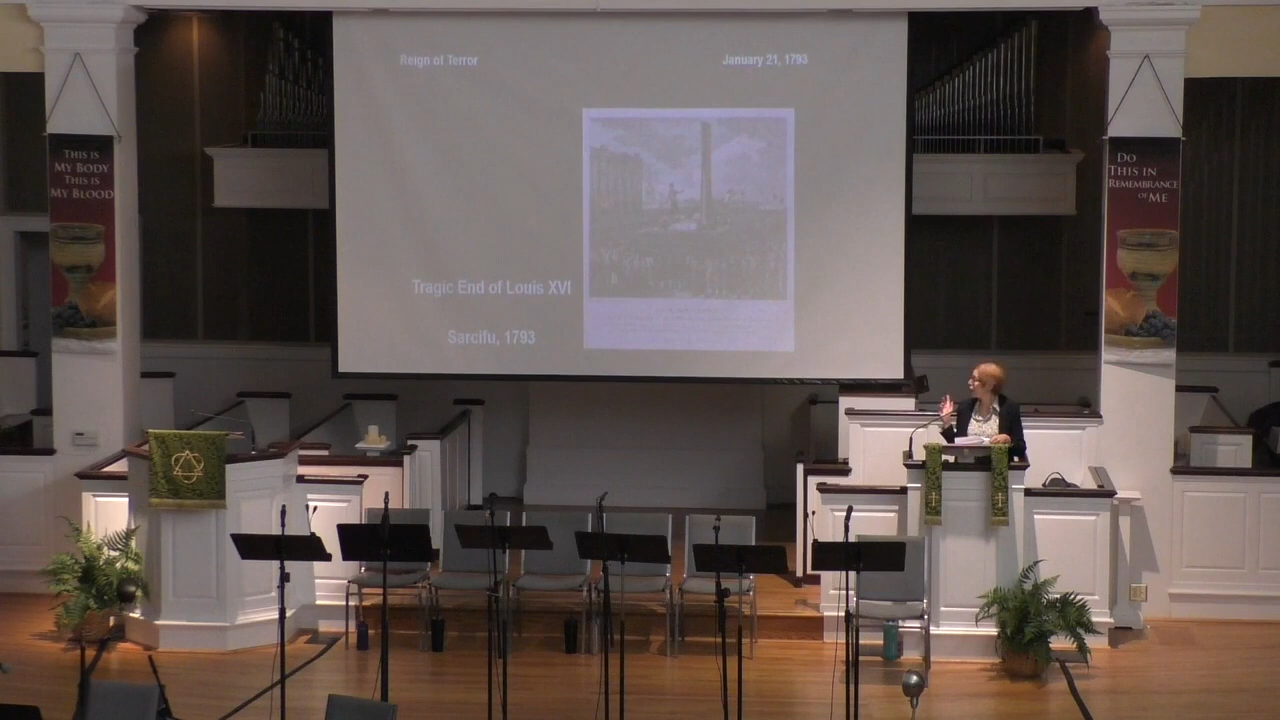 Reign of Terror
January 21, 1793
Tragic End of Louis XVI
Sarcifu, 1793
THIS IS
MY BODY
THIS IS
MY BLOOD
DO
THIS IN
REMEMBRANCE
OF ME